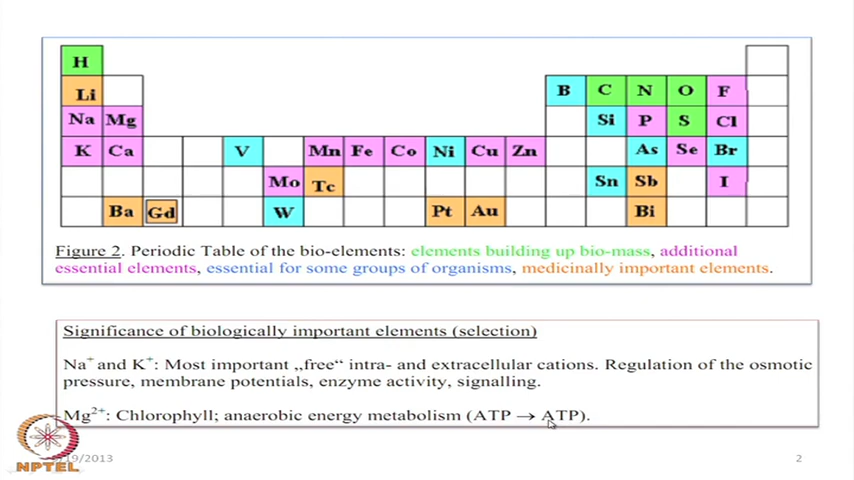 H
Li B C N O F
Na Mg Si P S Cl
K Ca V Mn Fe Co Ni Cu Zn As Se Br
Mo Tc Sn Sb I
Ba Gd W Pt Au Bi
Figure 2. Periodic Table of the bio-elements: elements building up bio-mass, additional
essential elements, essential for some groups of organisms, medicinally important elements.
Significance of biologically important elements (selection)
Na⁺ and K⁺: Most important „free“ intra- and extracellular cations. Regulation of the osmotic
pressure, membrane potentials, enzyme activity, signalling.
Mg²⁺: Chlorophyll; anaerobic energy metabolism (ATP → ATP).
NPTEL
/19/2013 2